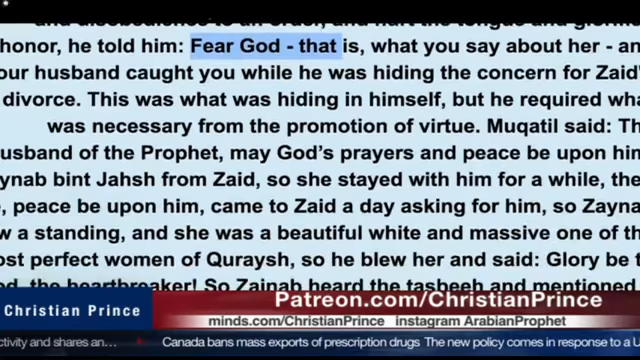 honor, he told him: Fear God - that is, what you say about her - an
our husband caught you while he was hiding the concern for Zaid'
divorce. This was what was hiding in himself, but he required wha
was necessary from the promotion of virtue. Muqatil said: Th
usband of the Prophet, may God's prayers and peace be upon him
ynab bint Jahsh from Zaid, so she stayed with him for a while, the
e, peace be upon him, came to Zaid a day asking for him, so Zayna
w a standing, and she was a beautiful white and massive one of th
ost perfect women of Quraysh, so he blew her and said: Glory be t
od, the heartbreaker! So Zainab heard the tasbeeh and mentioned
Christian Prince
Patreon.com/ChristianPrince
minds.com/ChristianPrince instagram ArabianProphet
ctivity and shares an... Canada bans mass exports of prescription drugs. The new policy comes in response to a U